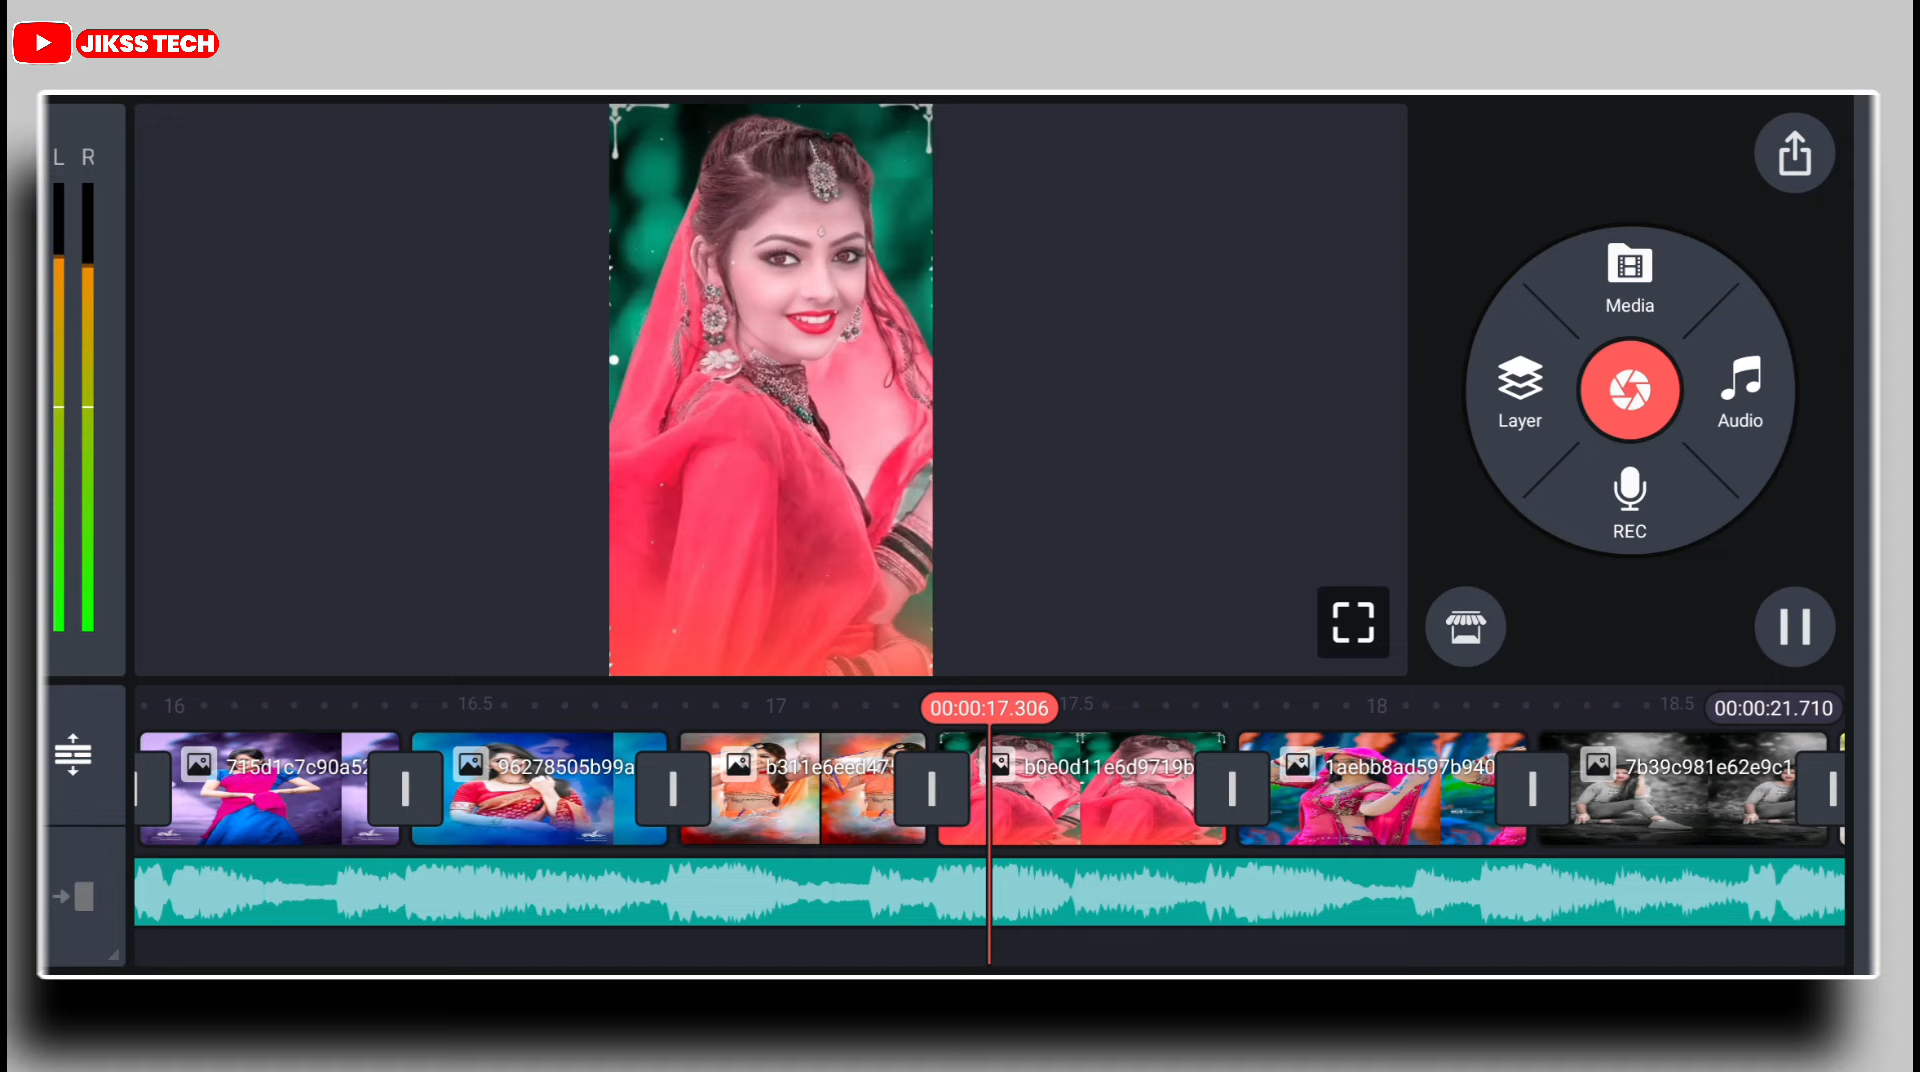 JIKSS TECH
L R
Media
Layer
Audio
REC
16 16.5 17 00:00:17.306 17.5 18 18.5 00:00:21.710
715d1c7c90a52 96278505b99a b311e6eed47 b0e0d11e6d9719b 1aebb8ad597b940 7b39c981e62e9c1